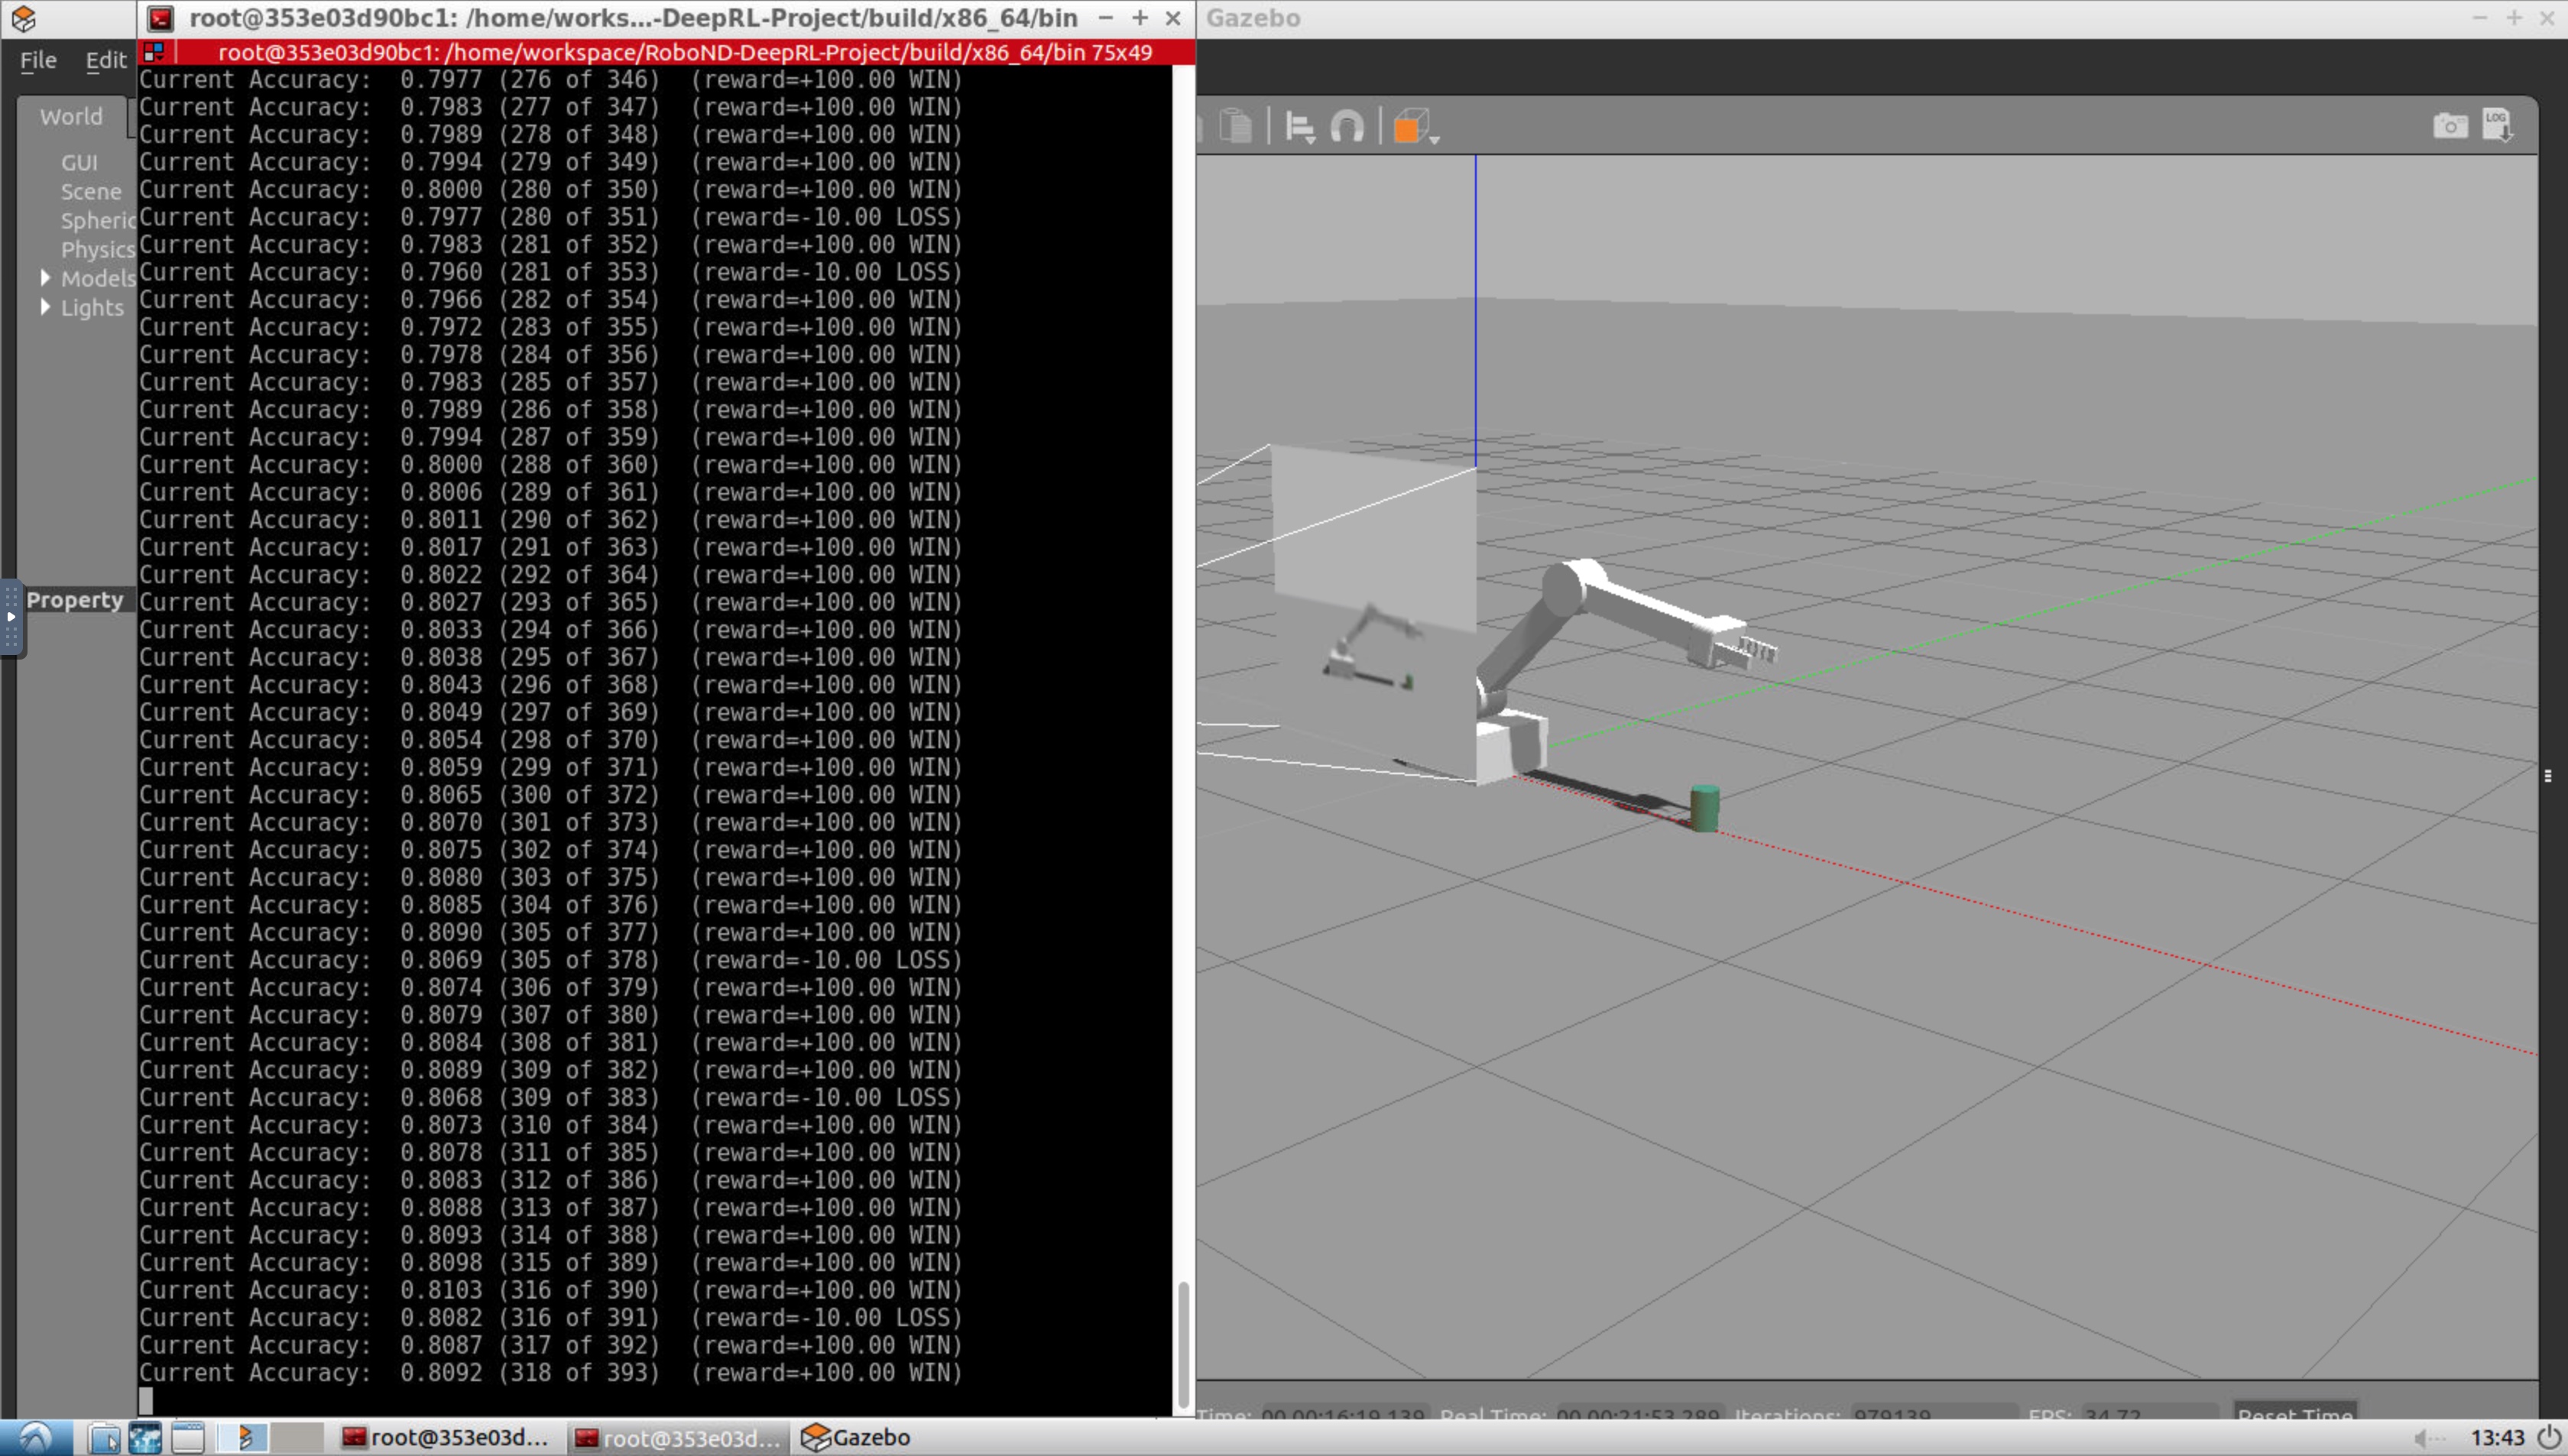 root@353e03d90bc1: /home/works...-DeepRL-Project/build/x86_64/bin
Gazebo
root@353e03d90bc1: /home/workspace/RoboND-DeepRL-Project/build/x86_64/bin 75x49
File Edit
World
GUI
Scene
Spheric
Physics
Models
Lights
Property
Current Accuracy: 0.7977 (276 of 346) (reward=+100.00 WIN)
Current Accuracy: 0.7983 (277 of 347) (reward=+100.00 WIN)
Current Accuracy: 0.7989 (278 of 348) (reward=+100.00 WIN)
Current Accuracy: 0.7994 (279 of 349) (reward=+100.00 WIN)
Current Accuracy: 0.8000 (280 of 350) (reward=+100.00 WIN)
Current Accuracy: 0.7977 (280 of 351) (reward=-10.00 LOSS)
Current Accuracy: 0.7983 (281 of 352) (reward=+100.00 WIN)
Current Accuracy: 0.7960 (281 of 353) (reward=-10.00 LOSS)
Current Accuracy: 0.7966 (282 of 354) (reward=+100.00 WIN)
Current Accuracy: 0.7972 (283 of 355) (reward=+100.00 WIN)
Current Accuracy: 0.7978 (284 of 356) (reward=+100.00 WIN)
Current Accuracy: 0.7983 (285 of 357) (reward=+100.00 WIN)
Current Accuracy: 0.7989 (286 of 358) (reward=+100.00 WIN)
Current Accuracy: 0.7994 (287 of 359) (reward=+100.00 WIN)
Current Accuracy: 0.8000 (288 of 360) (reward=+100.00 WIN)
Current Accuracy: 0.8006 (289 of 361) (reward=+100.00 WIN)
Current Accuracy: 0.8011 (290 of 362) (reward=+100.00 WIN)
Current Accuracy: 0.8017 (291 of 363) (reward=+100.00 WIN)
Current Accuracy: 0.8022 (292 of 364) (reward=+100.00 WIN)
Current Accuracy: 0.8027 (293 of 365) (reward=+100.00 WIN)
Current Accuracy: 0.8033 (294 of 366) (reward=+100.00 WIN)
Current Accuracy: 0.8038 (295 of 367) (reward=+100.00 WIN)
Current Accuracy: 0.8043 (296 of 368) (reward=+100.00 WIN)
Current Accuracy: 0.8049 (297 of 369) (reward=+100.00 WIN)
Current Accuracy: 0.8054 (298 of 370) (reward=+100.00 WIN)
Current Accuracy: 0.8059 (299 of 371) (reward=+100.00 WIN)
Current Accuracy: 0.8065 (300 of 372) (reward=+100.00 WIN)
Current Accuracy: 0.8070 (301 of 373) (reward=+100.00 WIN)
Current Accuracy: 0.8075 (302 of 374) (reward=+100.00 WIN)
Current Accuracy: 0.8080 (303 of 375) (reward=+100.00 WIN)
Current Accuracy: 0.8085 (304 of 376) (reward=+100.00 WIN)
Current Accuracy: 0.8090 (305 of 377) (reward=+100.00 WIN)
Current Accuracy: 0.8069 (305 of 378) (reward=-10.00 LOSS)
Current Accuracy: 0.8074 (306 of 379) (reward=+100.00 WIN)
Current Accuracy: 0.8079 (307 of 380) (reward=+100.00 WIN)
Current Accuracy: 0.8084 (308 of 381) (reward=+100.00 WIN)
Current Accuracy: 0.8089 (309 of 382) (reward=+100.00 WIN)
Current Accuracy: 0.8068 (309 of 383) (reward=-10.00 LOSS)
Current Accuracy: 0.8073 (310 of 384) (reward=+100.00 WIN)
Current Accuracy: 0.8078 (311 of 385) (reward=+100.00 WIN)
Current Accuracy: 0.8083 (312 of 386) (reward=+100.00 WIN)
Current Accuracy: 0.8088 (313 of 387) (reward=+100.00 WIN)
Current Accuracy: 0.8093 (314 of 388) (reward=+100.00 WIN)
Current Accuracy: 0.8098 (315 of 389) (reward=+100.00 WIN)
Current Accuracy: 0.8103 (316 of 390) (reward=+100.00 WIN)
Current Accuracy: 0.8082 (316 of 391) (reward=-10.00 LOSS)
Current Accuracy: 0.8087 (317 of 392) (reward=+100.00 WIN)
Current Accuracy: 0.8092 (318 of 393) (reward=+100.00 WIN)
LOG
Time: 00 00:16:19.139 Real Time: 00 00:21:53.289 Iterations: 979139 FPS: 34.72 Reset Time
root@353e03d... root@353e03d... Gazebo 13:43